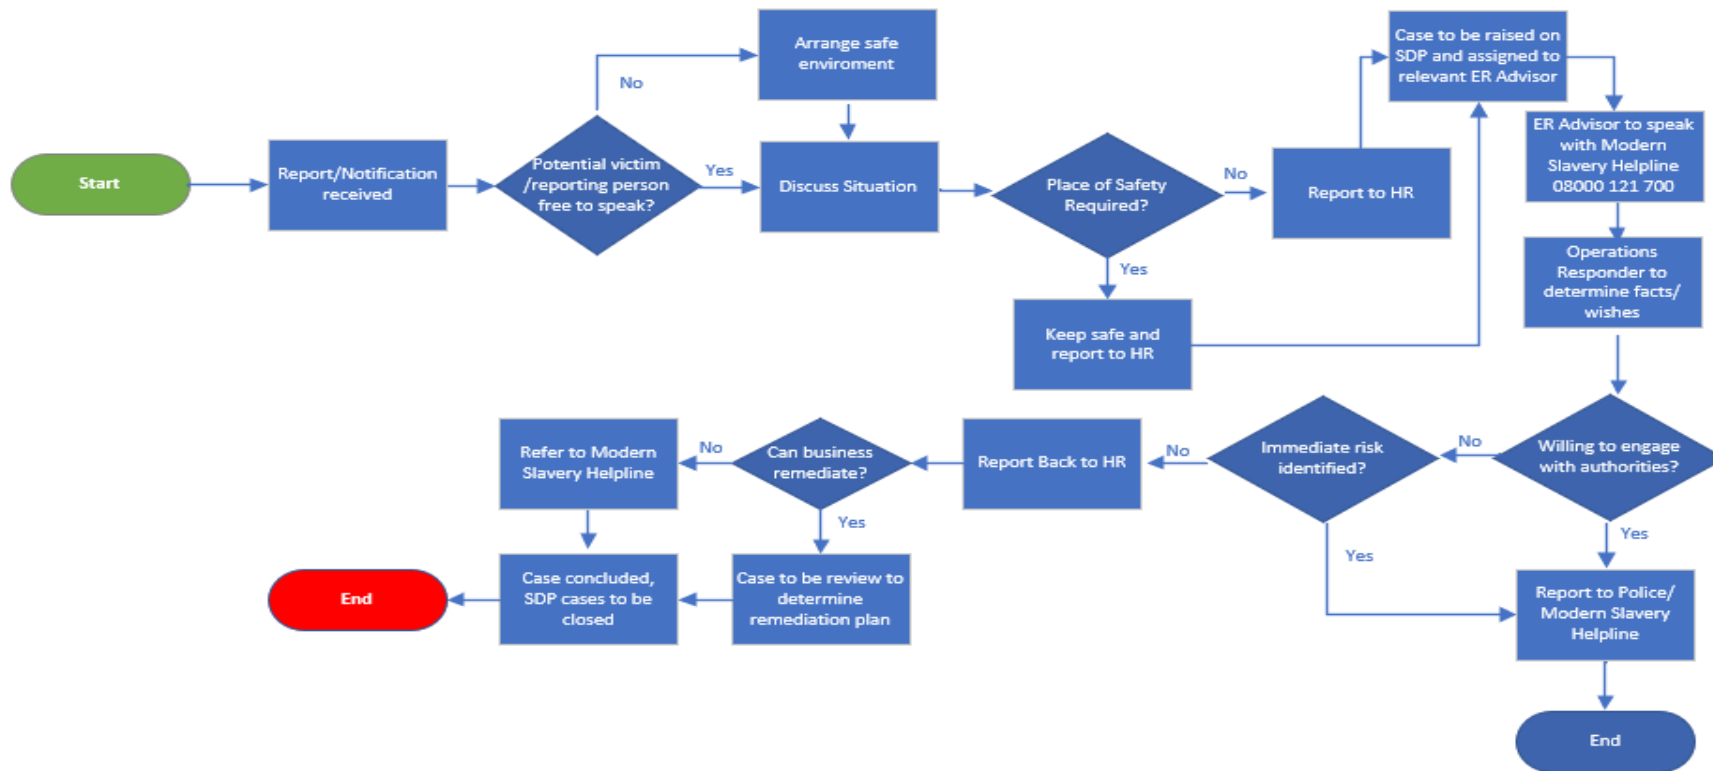 Arrange safe
enviroment
No
Case to be raised on
SDP and assigned to
relevant ER Advisor
Start
Report/Notification
received
Potential victim
/reporting person
free to speak?
Yes
Discuss Situation
Place of Safety
Required?
No
Report to HR
ER Advisor to speak
with Modern
Slavery Helpline
08000 121 700
Yes
Keep safe and
report to HR
Operations
Responder to
determine facts/
wishes
Willing to engage
with authorities?
No
Immediate risk
identified?
No
Report Back to HR
Can business
remediate?
No
Refer to Modern
Slavery Helpline
Yes
Yes
Yes
Report to Police/
Modern Slavery
Helpline
Case to be review to
determine
remediation plan
Case concluded,
SDP cases to be
closed
End
End